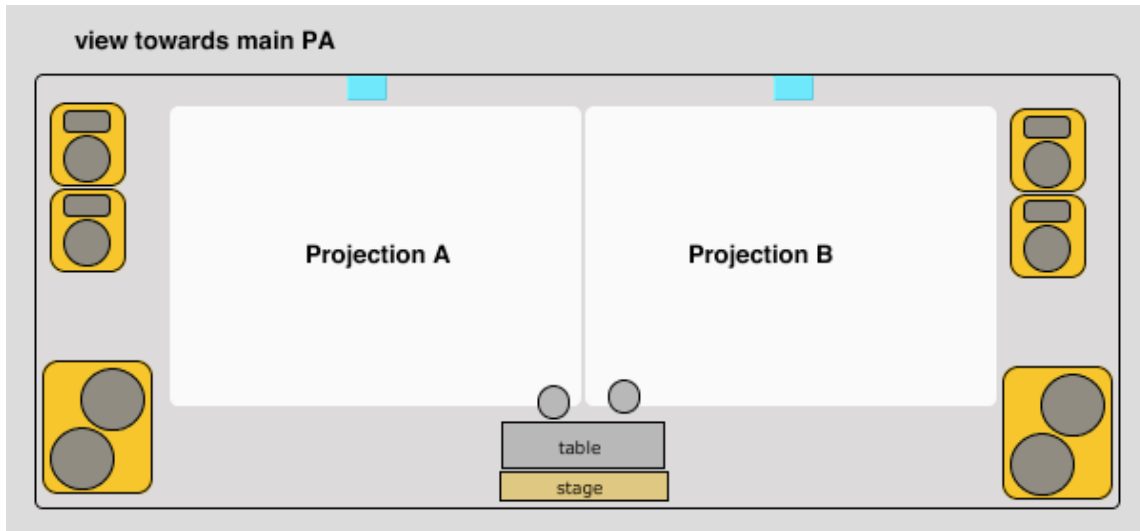 view towards main PA
Projection A
Projection B
table
stage